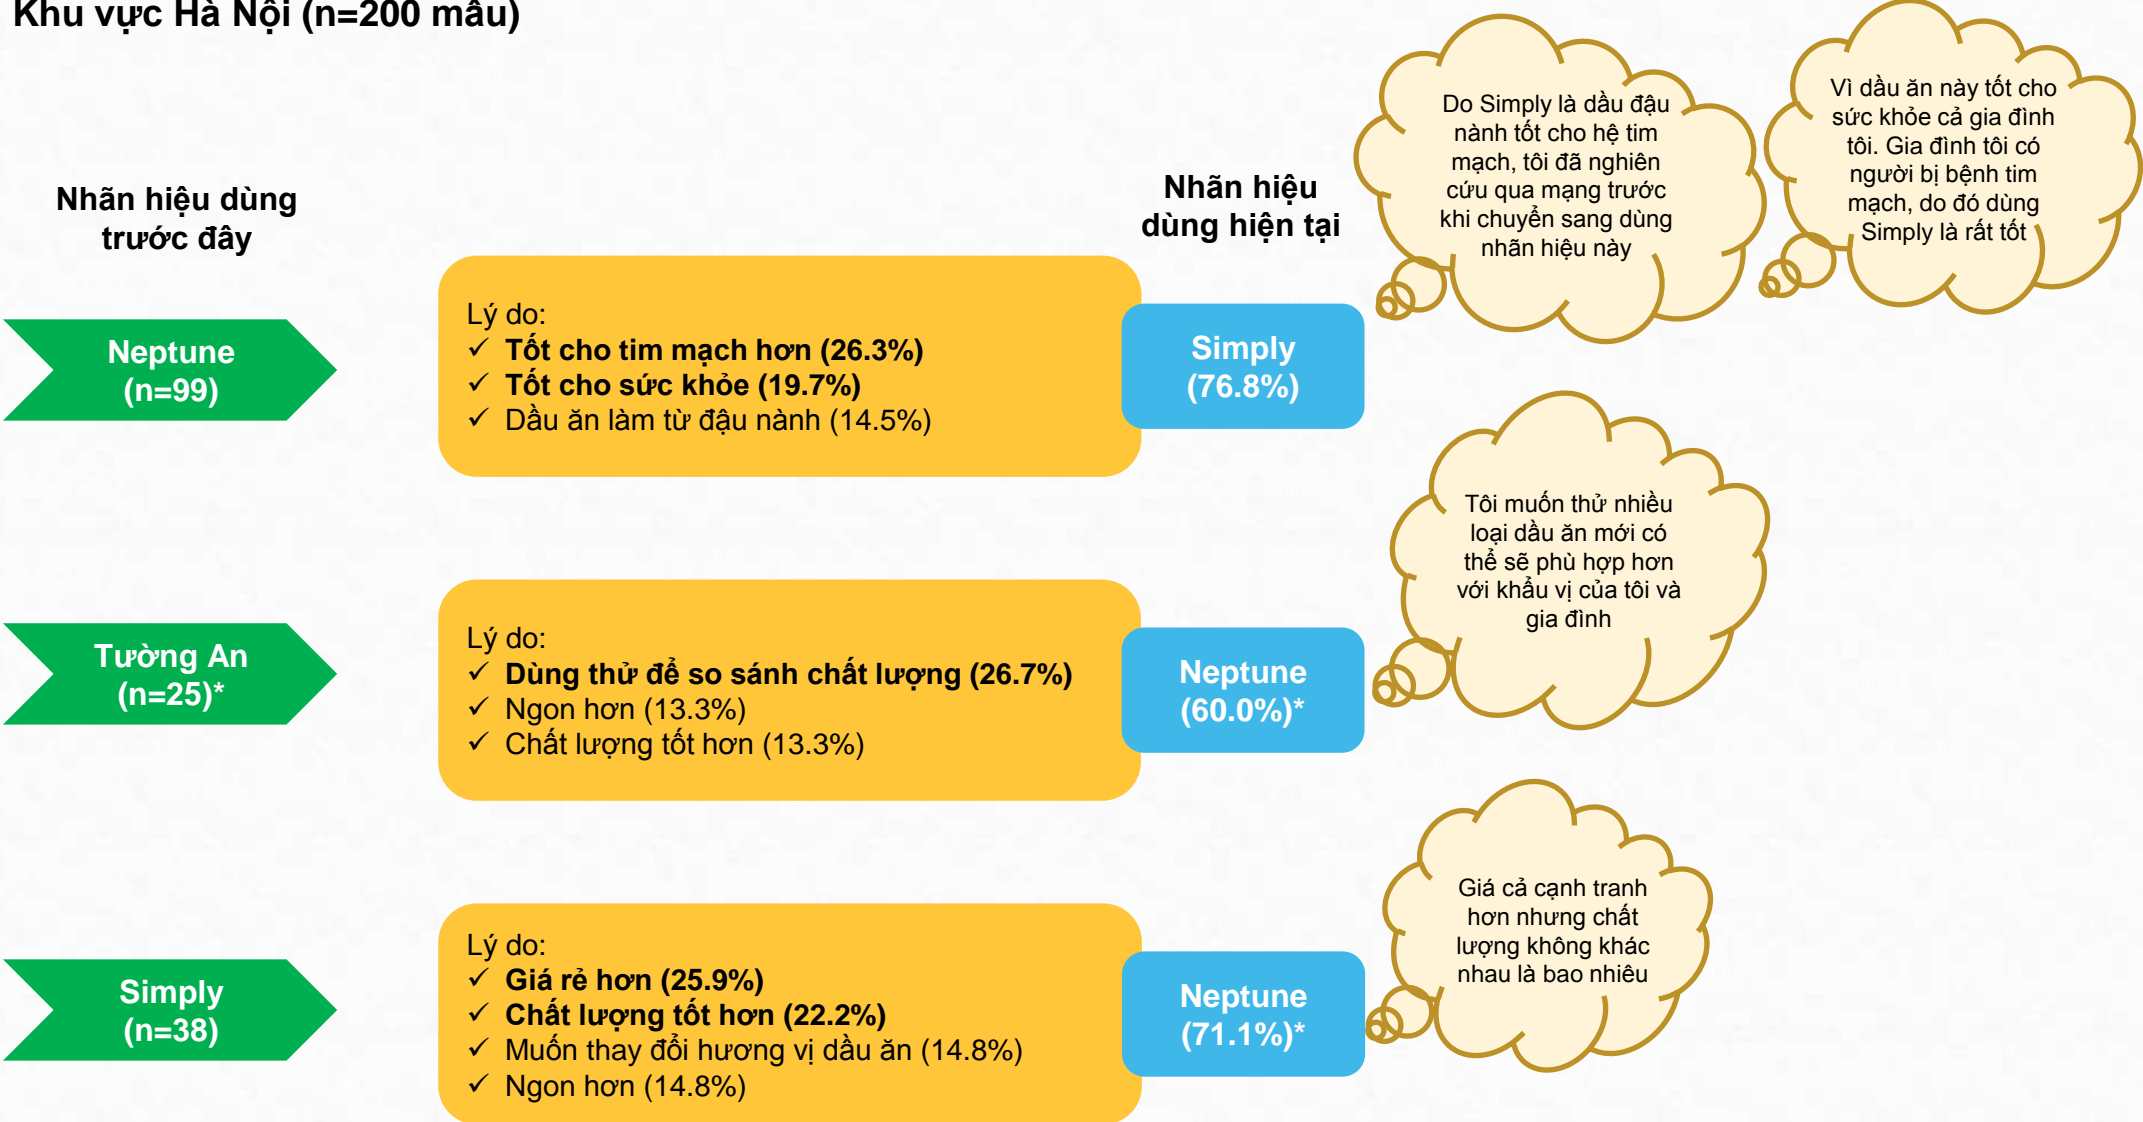 Khu vực Hà Nội (n=200 mẫu)
Nhãn hiệu dùng
trước đây
Nhãn hiệu
dùng hiện tại
Neptune
(n=99)
Lý do:
✓ Tốt cho tim mạch hơn (26.3%)
✓ Tốt cho sức khỏe (19.7%)
✓ Dầu ăn làm từ đậu nành (14.5%)
Simply
(76.8%)
Do Simply là dầu đậu
nành tốt cho hệ tim
mạch, tôi đã nghiên
cứu qua mạng trước
khi chuyển sang dùng
nhãn hiệu này
Vì dầu ăn này tốt cho
sức khỏe cả gia đình
tôi. Gia đình tôi có
người bị bệnh tim
mạch, do đó dùng
Simply là rất tốt
Tường An
(n=25)*
Lý do:
✓ Dùng thử để so sánh chất lượng (26.7%)
✓ Ngon hơn (13.3%)
✓ Chất lượng tốt hơn (13.3%)
Neptune
(60.0%)*
Tôi muốn thử nhiều
loại dầu ăn mới có
thể sẽ phù hợp hơn
với khẩu vị của tôi và
gia đình
Simply
(n=38)
Lý do:
✓ Giá rẻ hơn (25.9%)
✓ Chất lượng tốt hơn (22.2%)
✓ Muốn thay đổi hương vị dầu ăn (14.8%)
✓ Ngon hơn (14.8%)
Neptune
(71.1%)*
Giá cả cạnh tranh
hơn nhưng chất
lượng không khác
nhau là bao nhiêu